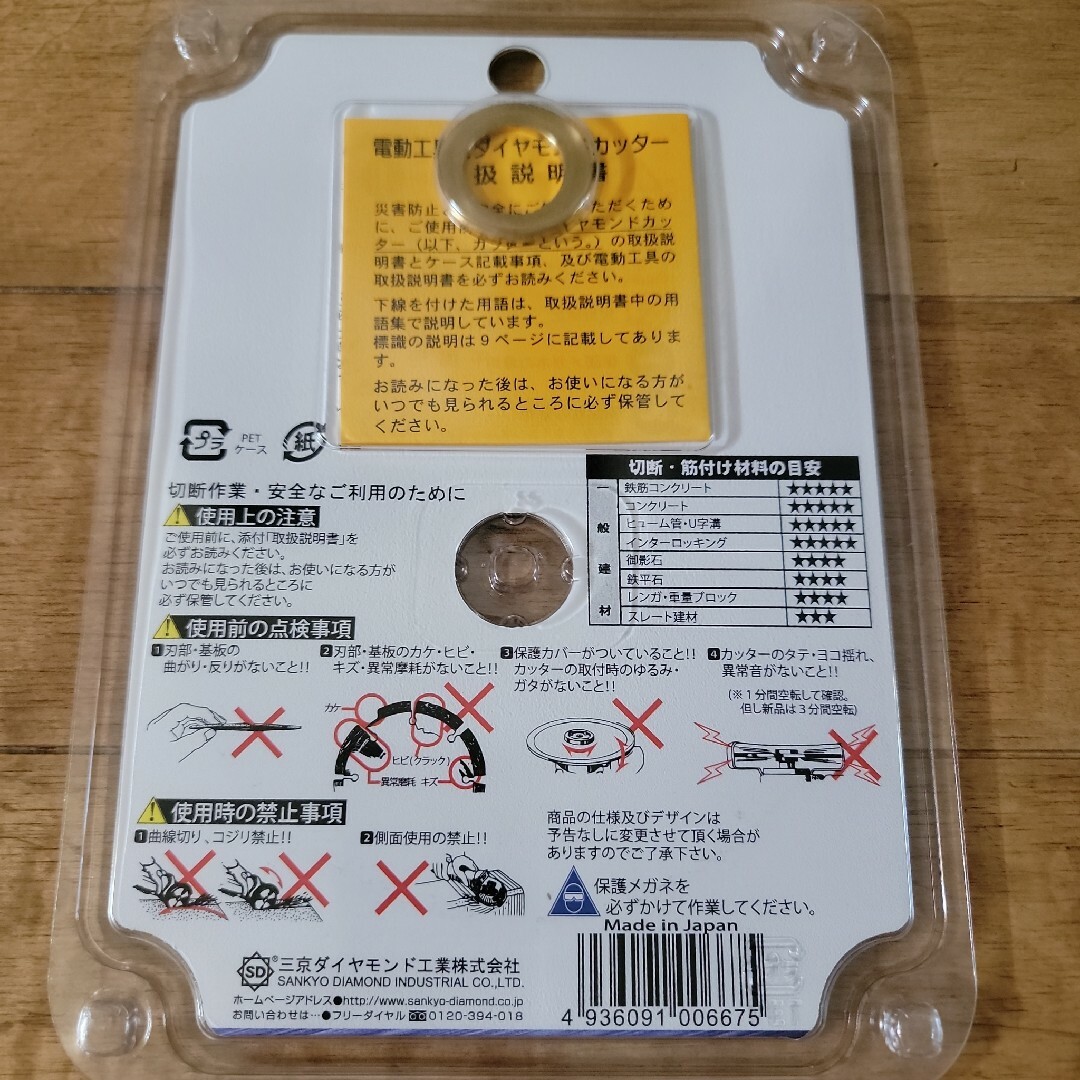 電動工 ダイヤモンドカッター
扱説明書
災害防止 安全に ただくため
に、ご使用 ヤモンドカッ
ター（以下、カッターという。）の取扱説
明書とケース記載事項、及び電動工具の
取扱説明書を必ずお読みください。
下線を付けた用語は、取扱説明書中の用
語集で説明しています。
標識の説明は9ページに記載してありま
す。
お読みになった後は、お使いになる方が
いつでも見られるところに必ず保管して
ください。
プラ
PET
ケース
紙
切断作業・安全なご利用のために
使用上の注意
ご使用前に、添付「取扱説明書」を
必ずお読みください。
お読みになった後は、お使いになる方が
いつでも見られるところに
必ず保管してください。
切断・筋付け材料の目安
一般建材
鉄筋コンクリート ★★★★★
コンクリート ★★★★★
ヒューム管・U字溝 ★★★★★
インターロッキング ★★★★★
御影石 ★★★★
鉄平石 ★★★★
レンガ・重量ブロック ★★★★
スレート建材 ★★★
使用前の点検事項
1 刃部・基板の
曲がり・反りがないこと!!
2 刃部・基板のカケ・ヒビ・
キズ・異常摩耗がないこと!!
カケ
ヒビ(クラック)
異常磨耗 キズ
3 保護カバーがついていること!!
カッターの取付時のゆるみ・
ガタがないこと!!
4 カッターのタテ・ヨコ揺れ、
異常音がないこと!!
(※1分間空転して確認。
但し新品は3分間空転)
使用時の禁止事項
1 曲線切り、コジリ禁止!!
2 側面使用の禁止!!
商品の仕様及びデザインは
予告なしに変更させて頂く場合が
ありますのでご了承下さい。
保護メガネを
必ずかけて作業してください。
Made in Japan
SD® 三京ダイヤモンド工業株式会社
SANKYO DIAMOND INDUSTRIAL CO.,LTD.
ホームページアドレス●http://www.sankyo-diamond.co.jp
お問い合わせは…●フリーダイヤル 0120-394-018
4 936091 006675